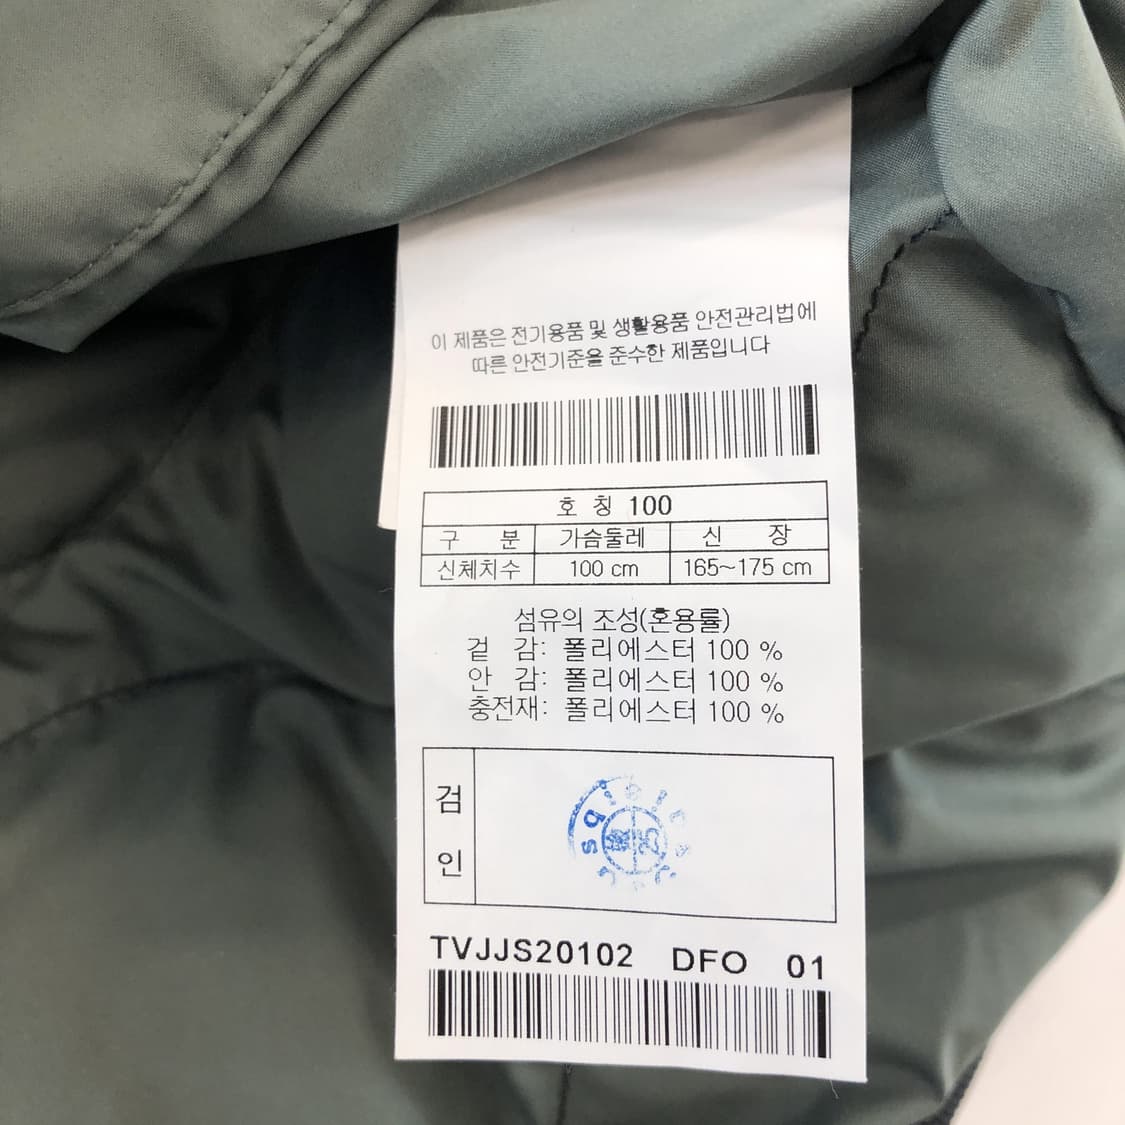 이 제품은 전기용품 및 생활용품 안전관리법에
따른 안전기준을 준수한 제품입니다
호 칭 100
구 분 가슴둘레 신 장
신체치수 100 cm 165~175 cm
섬유의 조성(혼용률)
겉 감: 폴리에스터 100 %
안 감: 폴리에스터 100 %
충전재: 폴리에스터 100 %
검
인
TVJJS20102 DFO 01